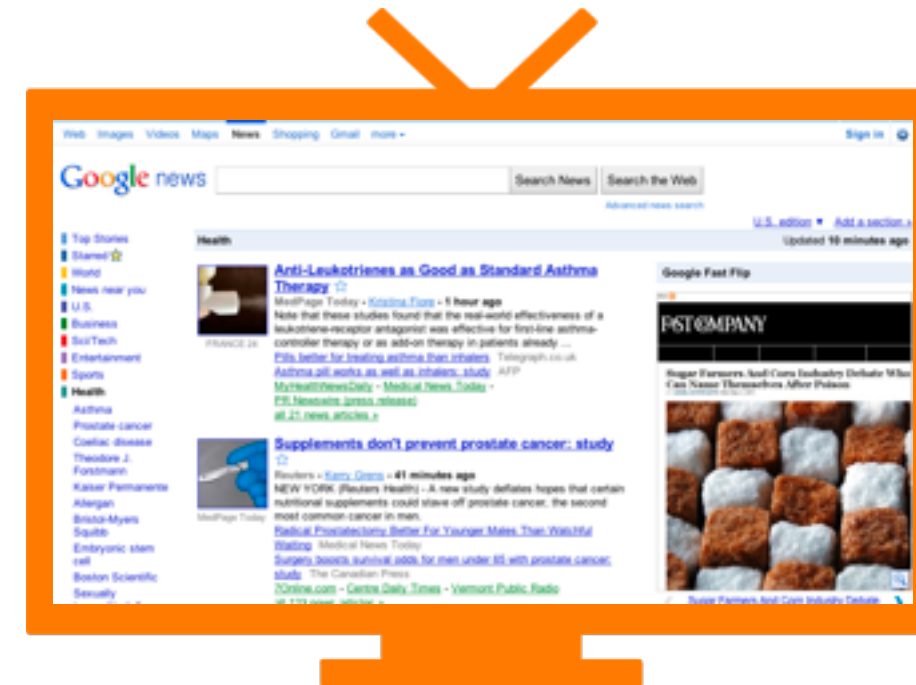 Web Images Videos Maps News Shopping Gmail more
Sign in
Google news
Search News
Search the Web
Advanced news search
U.S. edition ▼ Add a section »
Top Stories
Starred
World
News near you
U.S.
Business
Sci/Tech
Entertainment
Sports
Health
Asthma
Prostate cancer
Coeliac disease
Theodore J.
Forstmann
Kaiser Permanente
Allergan
Bristol-Myers
Squibb
Embryonic stem
cell
Boston Scientific
Sexually
Health
Updated 10 minutes ago
Anti-Leukotrienes as Good as Standard Asthma
Therapy
MedPage Today - Kristina Fiore - 1 hour ago
Note that these studies found that the real-world effectiveness of a
leukotriene-receptor antagonist was effective for first-line asthma-
controller therapy or as add-on therapy in patients already ...
Pills better for treating asthma than inhalers Telegraph.co.uk
Asthma pill works as well as inhalers: study AFP
MyHealthNewsDaily - Medical News Today -
PR Newswire (press release)
all 21 news articles »
FRANCE 24
Supplements don't prevent prostate cancer: study
Reuters - Kerry Grens - 41 minutes ago
NEW YORK (Reuters Health) - A new study deflates hopes that certain
nutritional supplements could stave off prostate cancer, the second
most common cancer in men.
Radical Prostatectomy Better For Younger Males Than Watchful
Waiting Medical News Today
Surgery boosts survival odds for men under 65 with prostate cancer:
study The Canadian Press
7Online.com - Centre Daily Times - Vermont Public Radio
all 123 news articles »
MedPage Today
Google Fast Flip
FAST COMPANY
Sugar Farmers And Corn Industry Debate Who
Can Name Themselves After Poison
Sugar Farmers And Corn Industry Debate